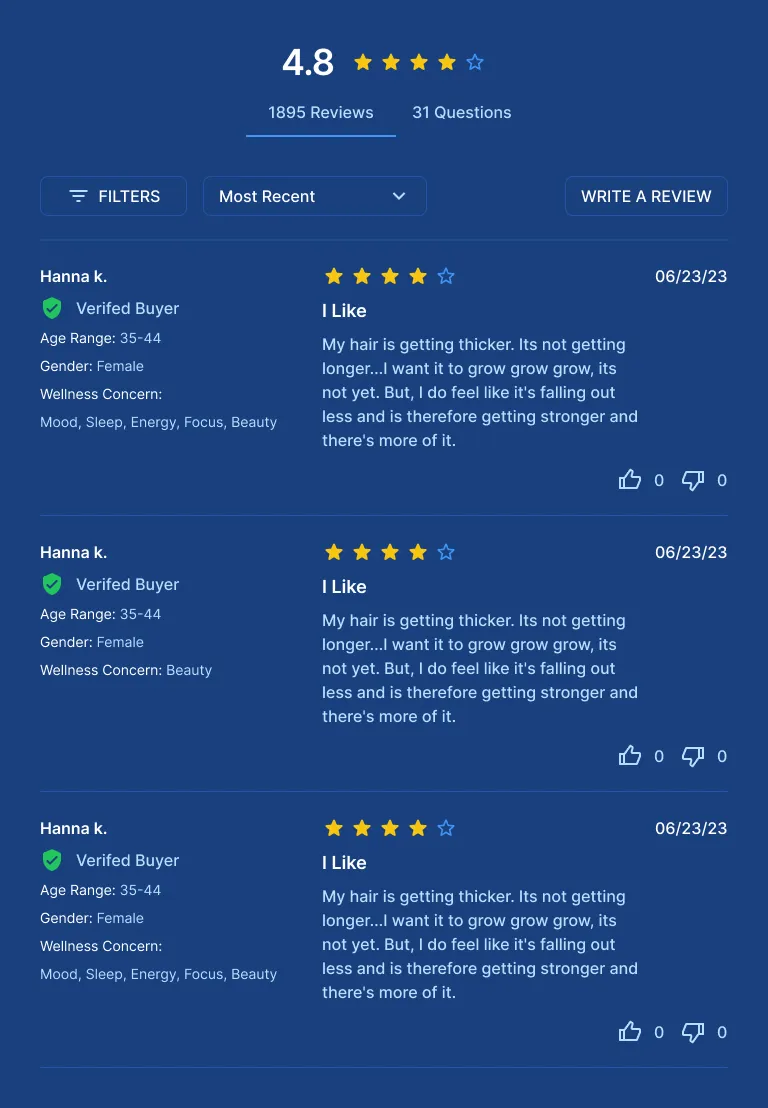 4.8
1895 Reviews 31 Questions
FILTERS Most Recent WRITE A REVIEW
Hanna k.
Verifed Buyer
Age Range: 35-44
Gender: Female
Wellness Concern:
Mood, Sleep, Energy, Focus, Beauty
06/23/23
I Like
My hair is getting thicker. Its not getting
longer...I want it to grow grow grow, its
not yet. But, I do feel like it's falling out
less and is therefore getting stronger and
there's more of it.
0 0
Hanna k.
Verifed Buyer
Age Range: 35-44
Gender: Female
Wellness Concern: Beauty
06/23/23
I Like
My hair is getting thicker. Its not getting
longer...I want it to grow grow grow, its
not yet. But, I do feel like it's falling out
less and is therefore getting stronger and
there's more of it.
0 0
Hanna k.
Verifed Buyer
Age Range: 35-44
Gender: Female
Wellness Concern:
Mood, Sleep, Energy, Focus, Beauty
06/23/23
I Like
My hair is getting thicker. Its not getting
longer...I want it to grow grow grow, its
not yet. But, I do feel like it's falling out
less and is therefore getting stronger and
there's more of it.
0 0